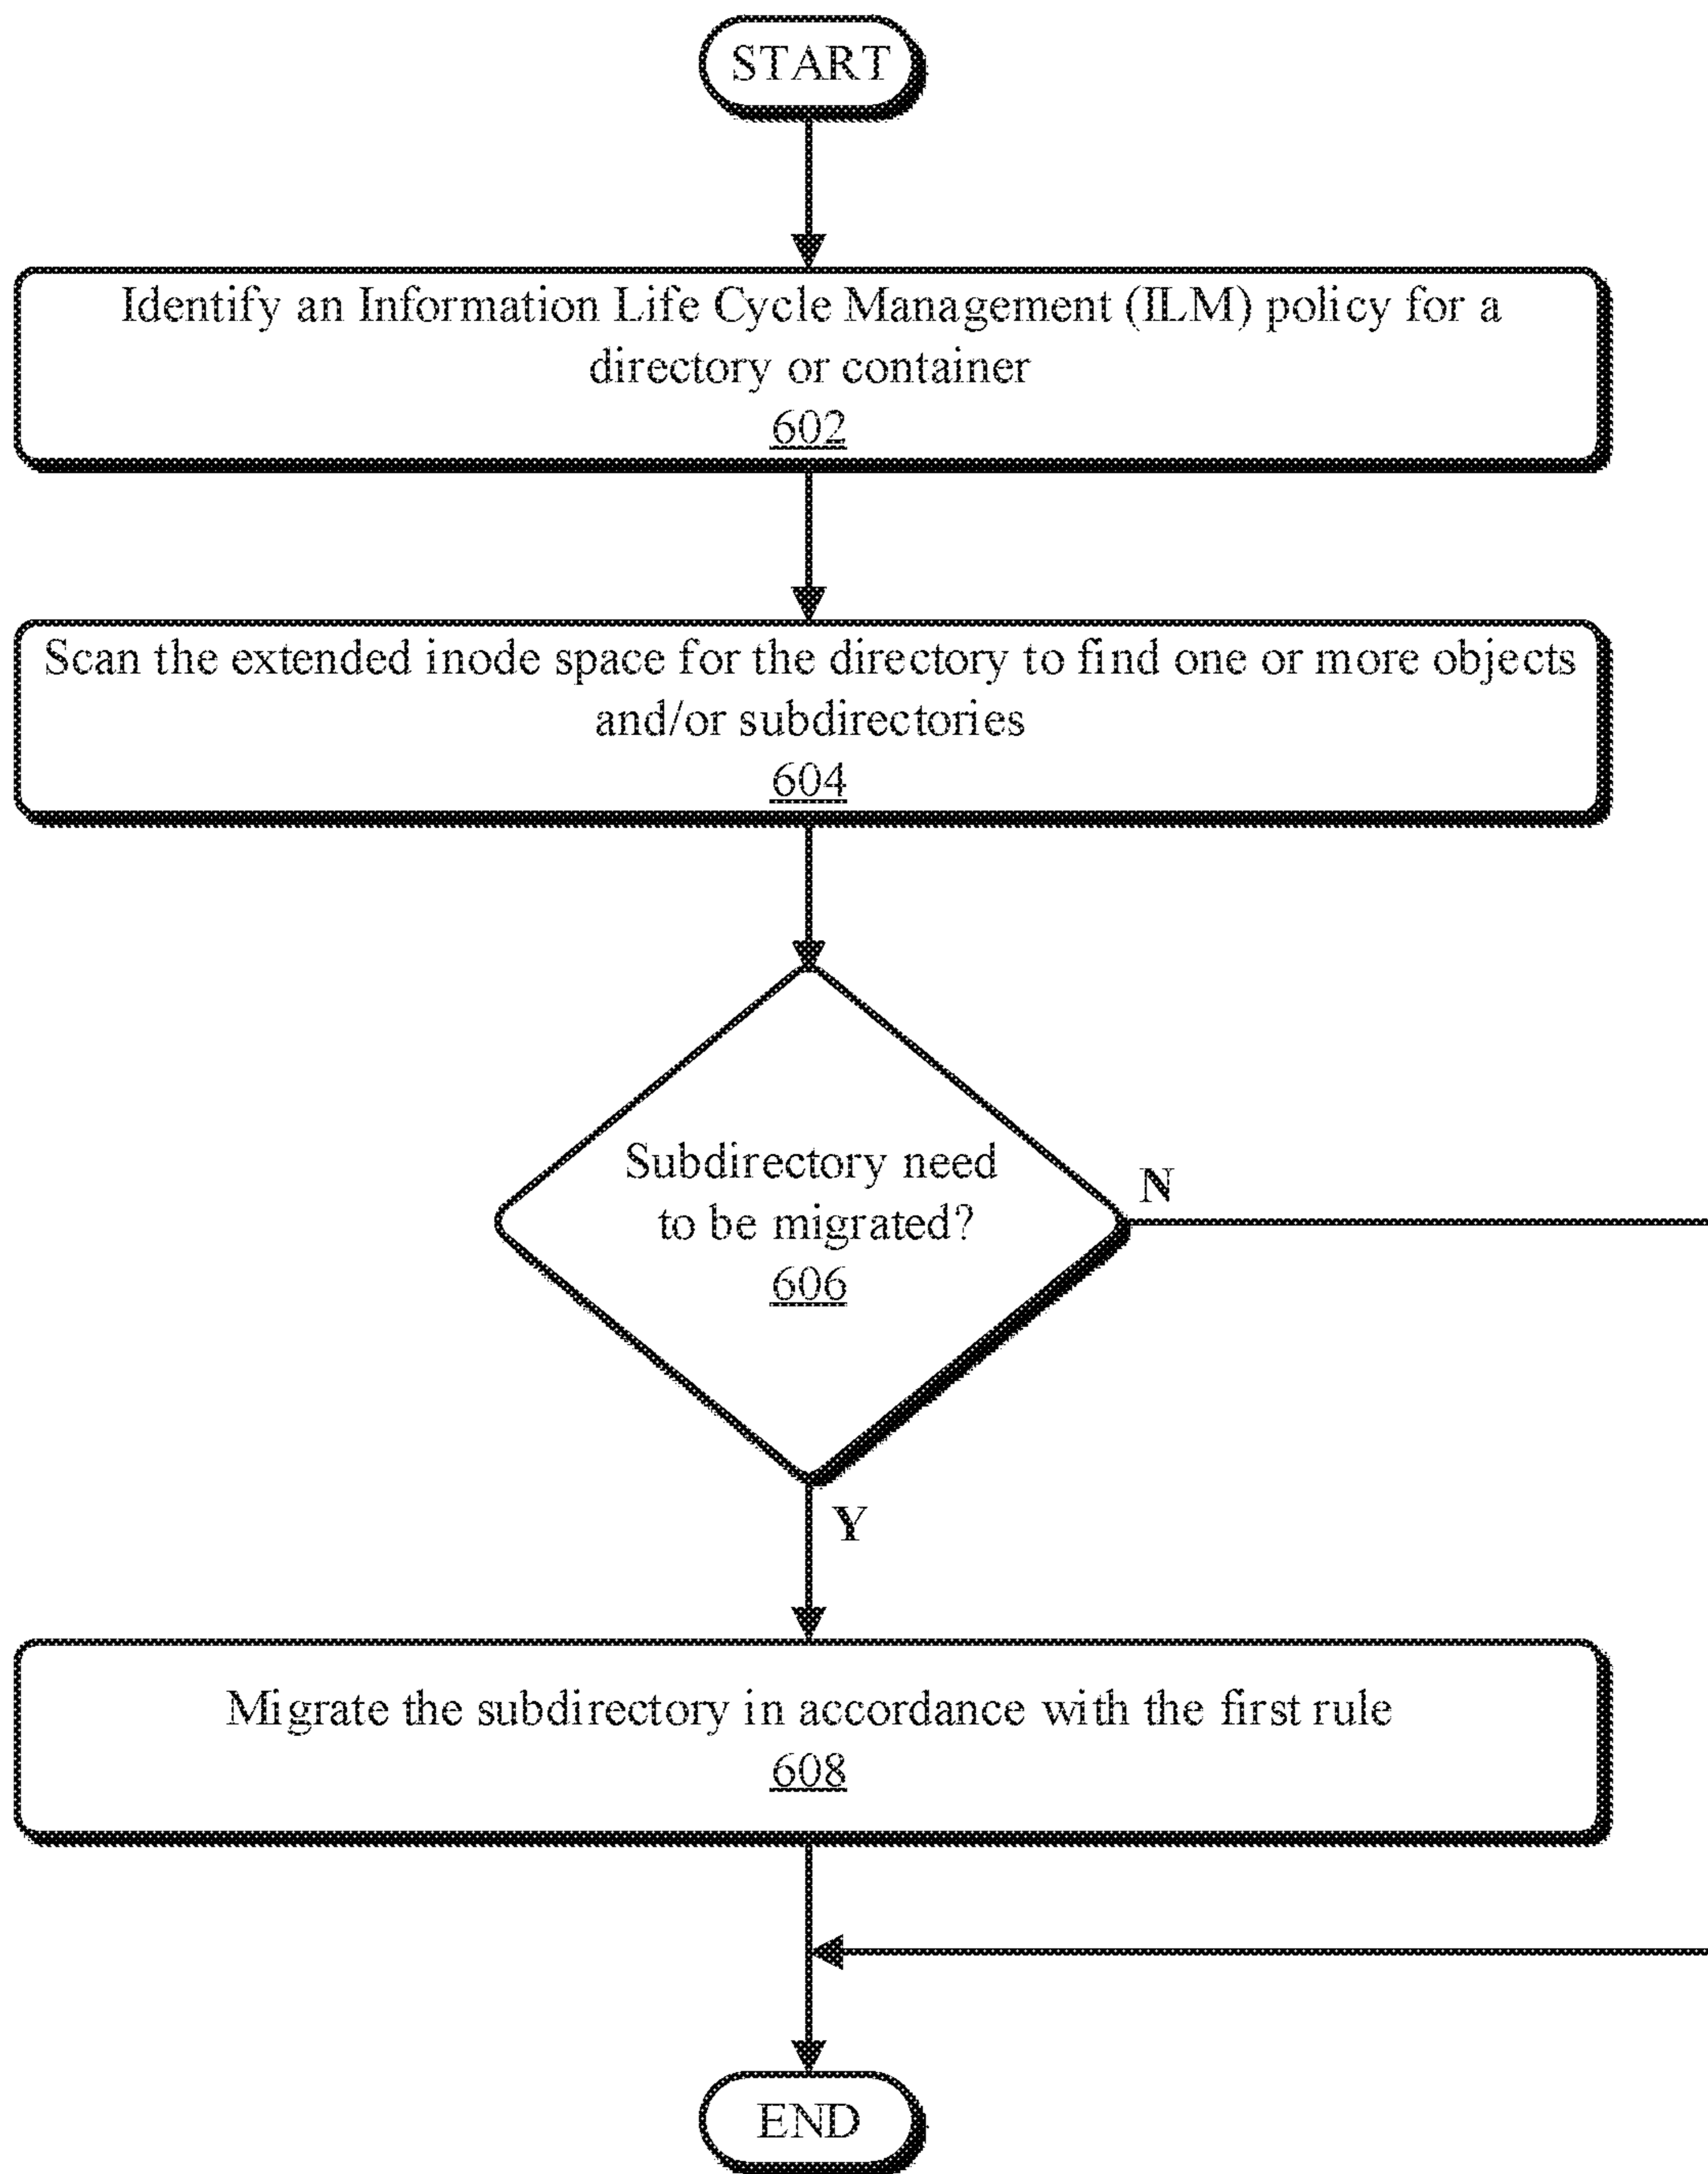 START
Identify an Information Life Cycle Management (ILM) policy for a
directory or container
602
Scan the extended inode space for the directory to find one or more objects
and/or subdirectories
604
Subdirectory need
to be migrated?
606
N
Y
Migrate the subdirectory in accordance with the first rule
608
END